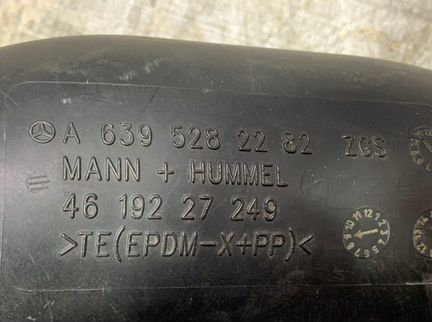 A 639 528 22 82 ZGS
MANN + HUMMEL
46 192 27 249
>TE(EPDM-X+PP)<